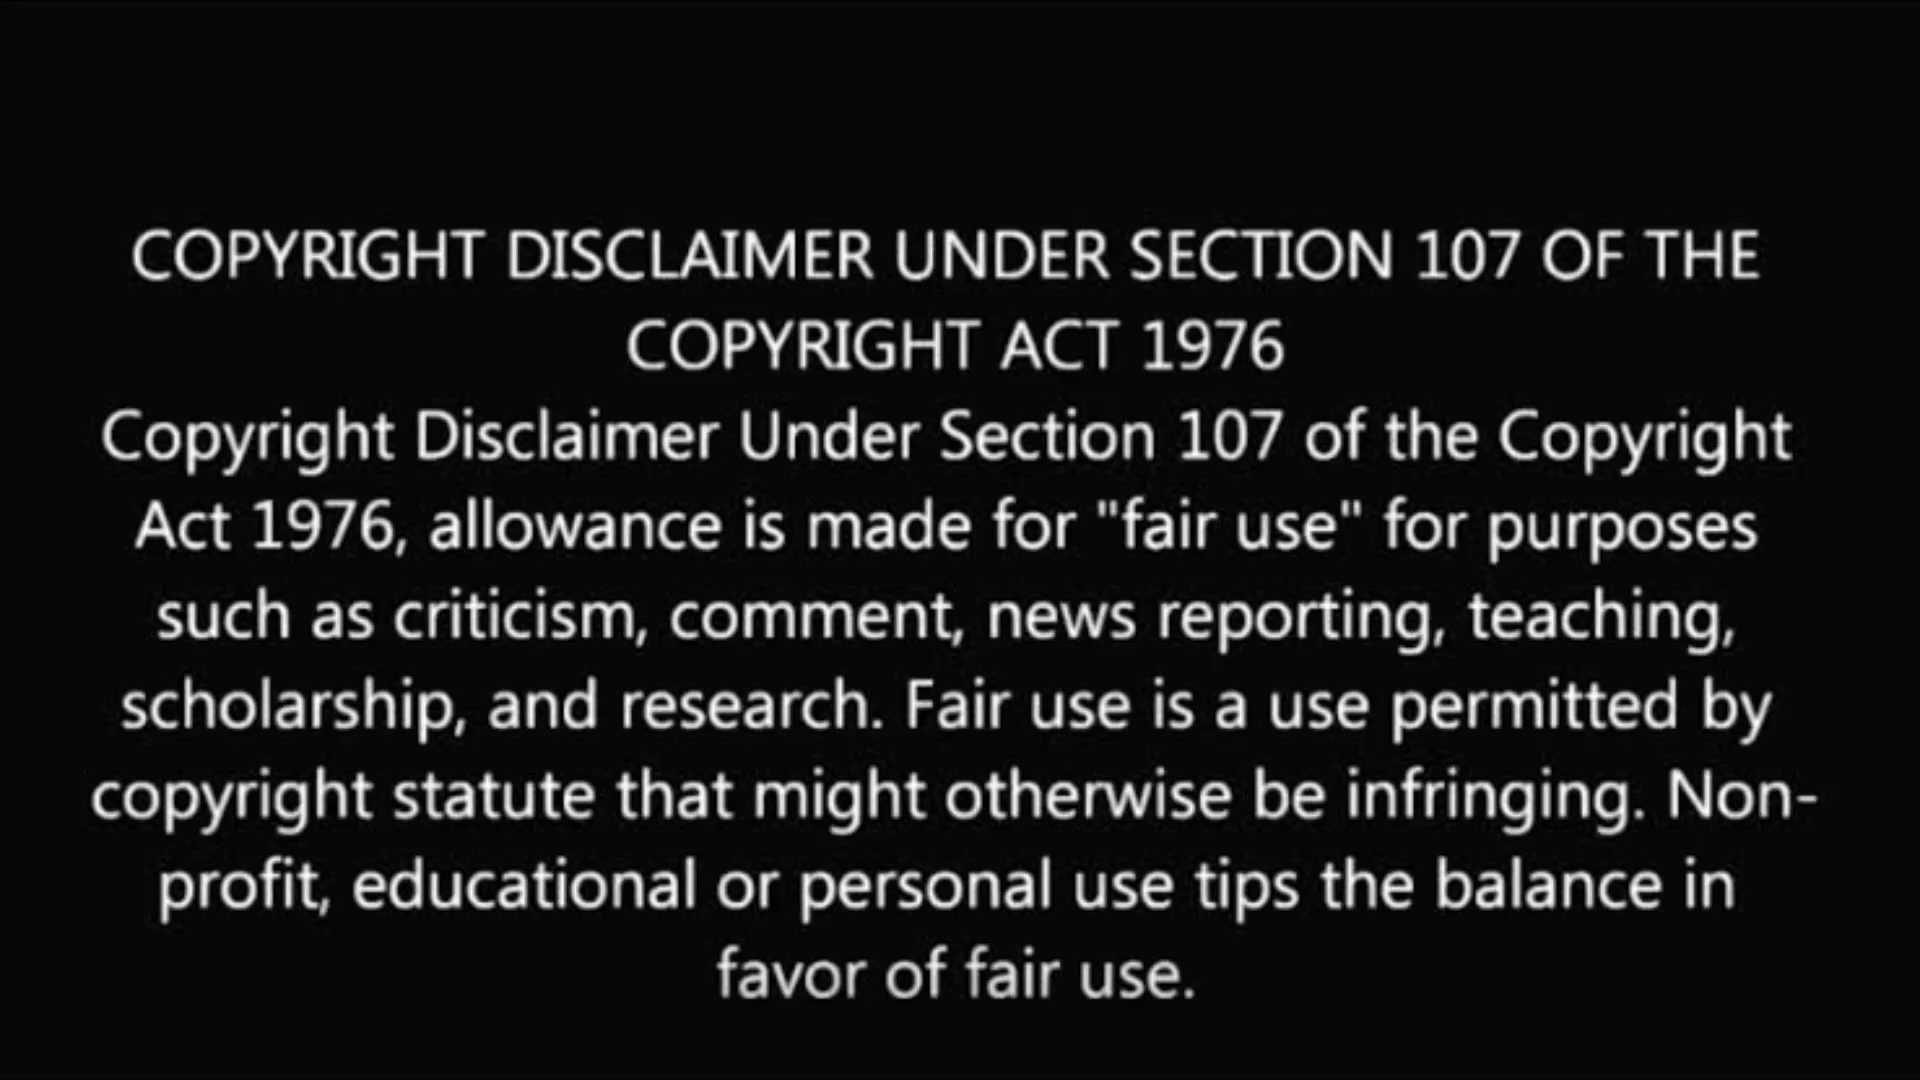 COPYRIGHT DISCLAIMER UNDER SECTION 107 OF THE
COPYRIGHT ACT 1976
Copyright Disclaimer Under Section 107 of the Copyright
Act 1976, allowance is made for "fair use" for purposes
such as criticism, comment, news reporting, teaching,
scholarship, and research. Fair use is a use permitted by
copyright statute that might otherwise be infringing. Non-
profit, educational or personal use tips the balance in
favor of fair use.